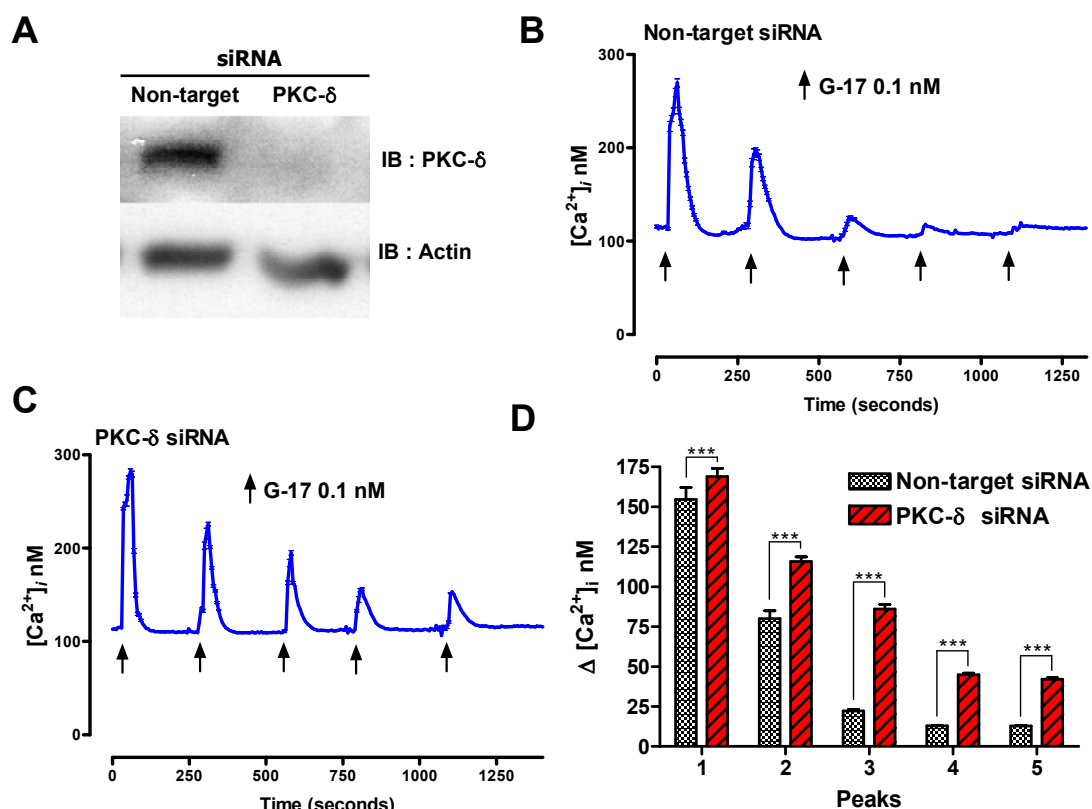 A
siRNA
Non-target PKC-δ
IB : PKC-δ
IB : Actin
B
Non-target siRNA
G-17 0.1 nM
[Ca²⁺]ᵢ nM
300
200
100
0
0 250 500 750 1000 1250
Time (seconds)
C
PKC-δ siRNA
G-17 0.1 nM
[Ca²⁺]ᵢ nM
300
200
100
0
0 250 500 750 1000 1250
Time (seconds)
D
Non-target siRNA
PKC-δ siRNA
Δ [Ca²⁺]ᵢ nM
175
150
125
100
75
50
25
0
*** *** *** *** ***
1 2 3 4 5
Peaks